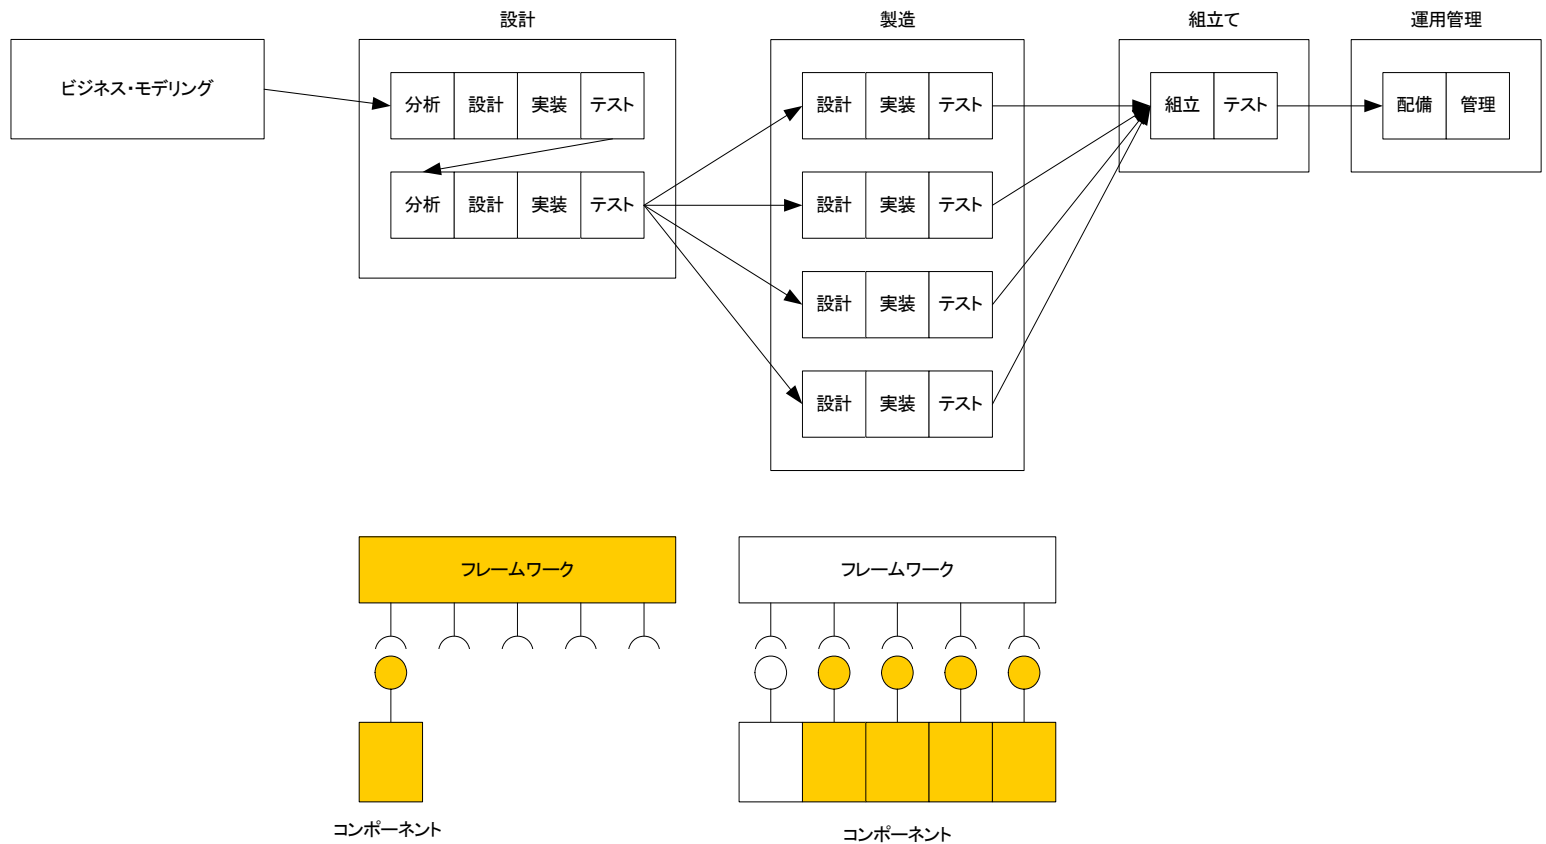 設計
製造
組立て
運用管理
ビジネス・モデリング
分析 設計 実装 テスト
設計 実装 テスト
組立 テスト
配備 管理
分析 設計 実装 テスト
設計 実装 テスト
設計 実装 テスト
設計 実装 テスト
フレームワーク
フレームワーク
コンポーネント
コンポーネント